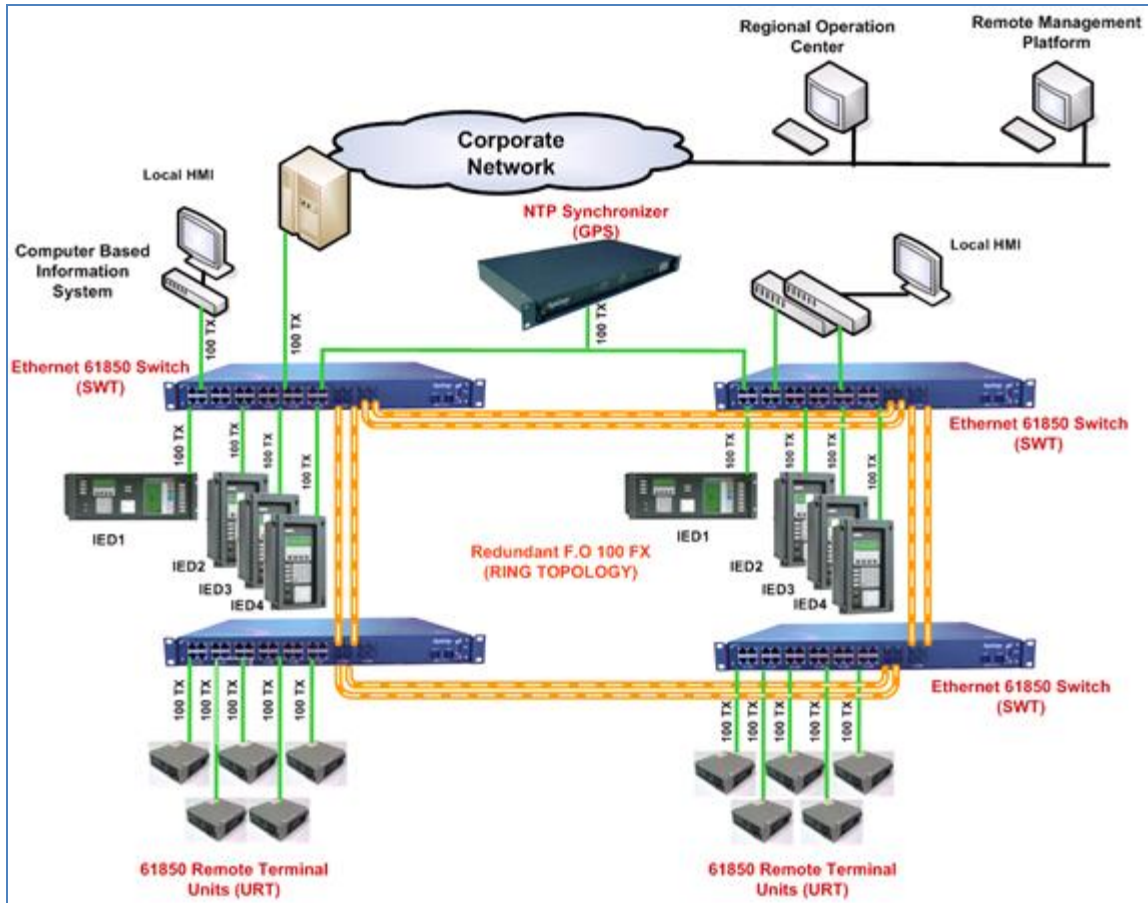 Regional Operation
Center
Remote Management
Platform
Corporate
Network
Local HMI
NTP Synchronizer
(GPS)
Local HMI
Computer Based
Information
System
100 TX
100 TX
100 TX
Ethernet 61850 Switch
(SWT)
Ethernet 61850 Switch
(SWT)
100 TX
100 TX
100 TX
100 TX
100 TX
100 TX
100 TX
100 TX
IED1
IED2
IED3
IED4
Redundant F.O 100 FX
(RING TOPOLOGY)
IED1
IED2
IED3
IED4
Ethernet 61850 Switch
(SWT)
100 TX
100 TX
100 TX
100 TX
100 TX
100 TX
100 TX
100 TX
100 TX
100 TX
61850 Remote Terminal
Units (URT)
61850 Remote Terminal
Units (URT)